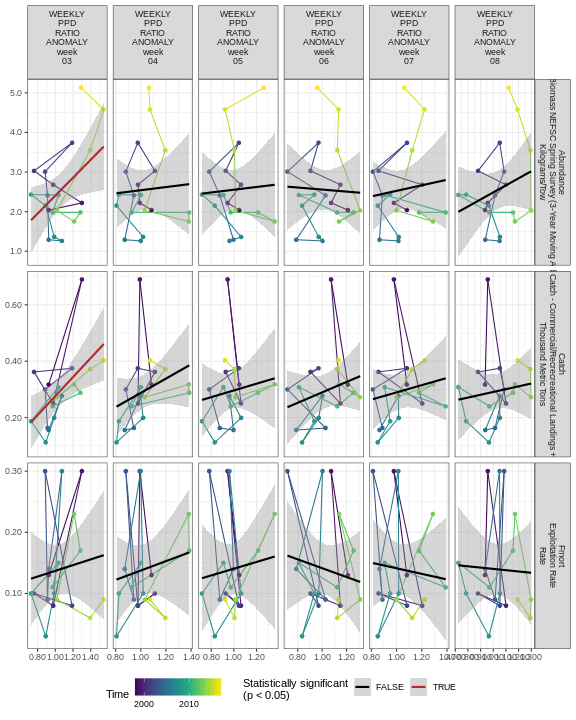 WEEKLY
PPD
RATIO
ANOMALY
week
03
WEEKLY
PPD
RATIO
ANOMALY
week
04
WEEKLY
PPD
RATIO
ANOMALY
week
05
WEEKLY
PPD
RATIO
ANOMALY
week
06
WEEKLY
PPD
RATIO
ANOMALY
week
07
WEEKLY
PPD
RATIO
ANOMALY
week
08
5.0
4.0
3.0
2.0
1.0
Abundance
Biomass NEFSC Spring Survey (3-Year Moving A
Kilograms/Tow
0.60
0.40
0.20
Catch
Catch - Commercial/Recreational Landings +
Thousand Metric Tons
0.30
0.20
0.10
Fmort
Exploitation Rate
Rate
0.80 1.00 1.20 1.40
0.80 1.00 1.20
0.80 1.00 1.20
0.80 1.00 1.20
0.80 1.00 1.20
Time
2000 2010
Statistically significant
(p < 0.05)
FALSE
TRUE